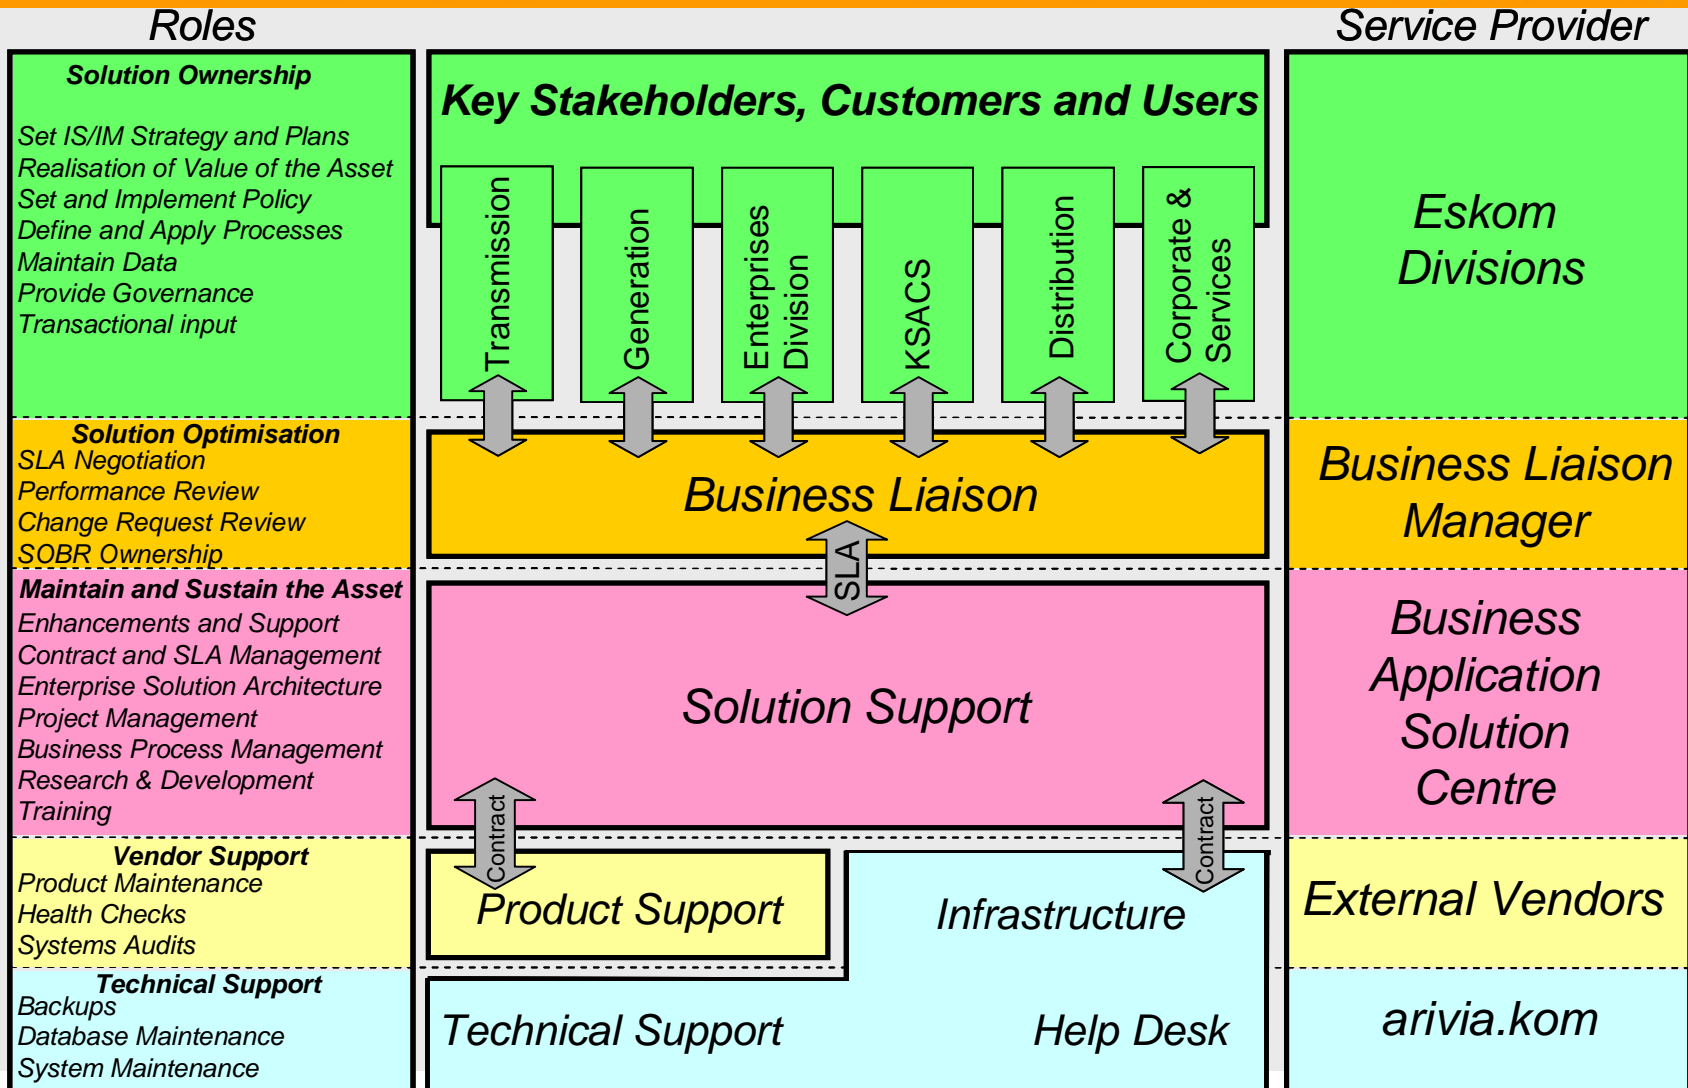 Roles
Service Provider
Solution Ownership
Set IS/IM Strategy and Plans
Realisation of Value of the Asset
Set and Implement Policy
Define and Apply Processes
Maintain Data
Provide Governance
Transactional input
Key Stakeholders, Customers and Users
Transmission
Generation
Enterprises
Division
KSACS
Distribution
Corporate &
Services
Eskom
Divisions
Solution Optimisation
SLA Negotiation
Performance Review
Change Request Review
SOBR Ownership
Business Liaison
SLA
Business Liaison
Manager
Maintain and Sustain the Asset
Enhancements and Support
Contract and SLA Management
Enterprise Solution Architecture
Project Management
Business Process Management
Research & Development
Training
Solution Support
Contract
Contract
Business
Application
Solution
Centre
Vendor Support
Product Maintenance
Health Checks
Systems Audits
Product Support
Infrastructure
External Vendors
Technical Support
Backups
Database Maintenance
System Maintenance
Technical Support
Help Desk
arivia.kom